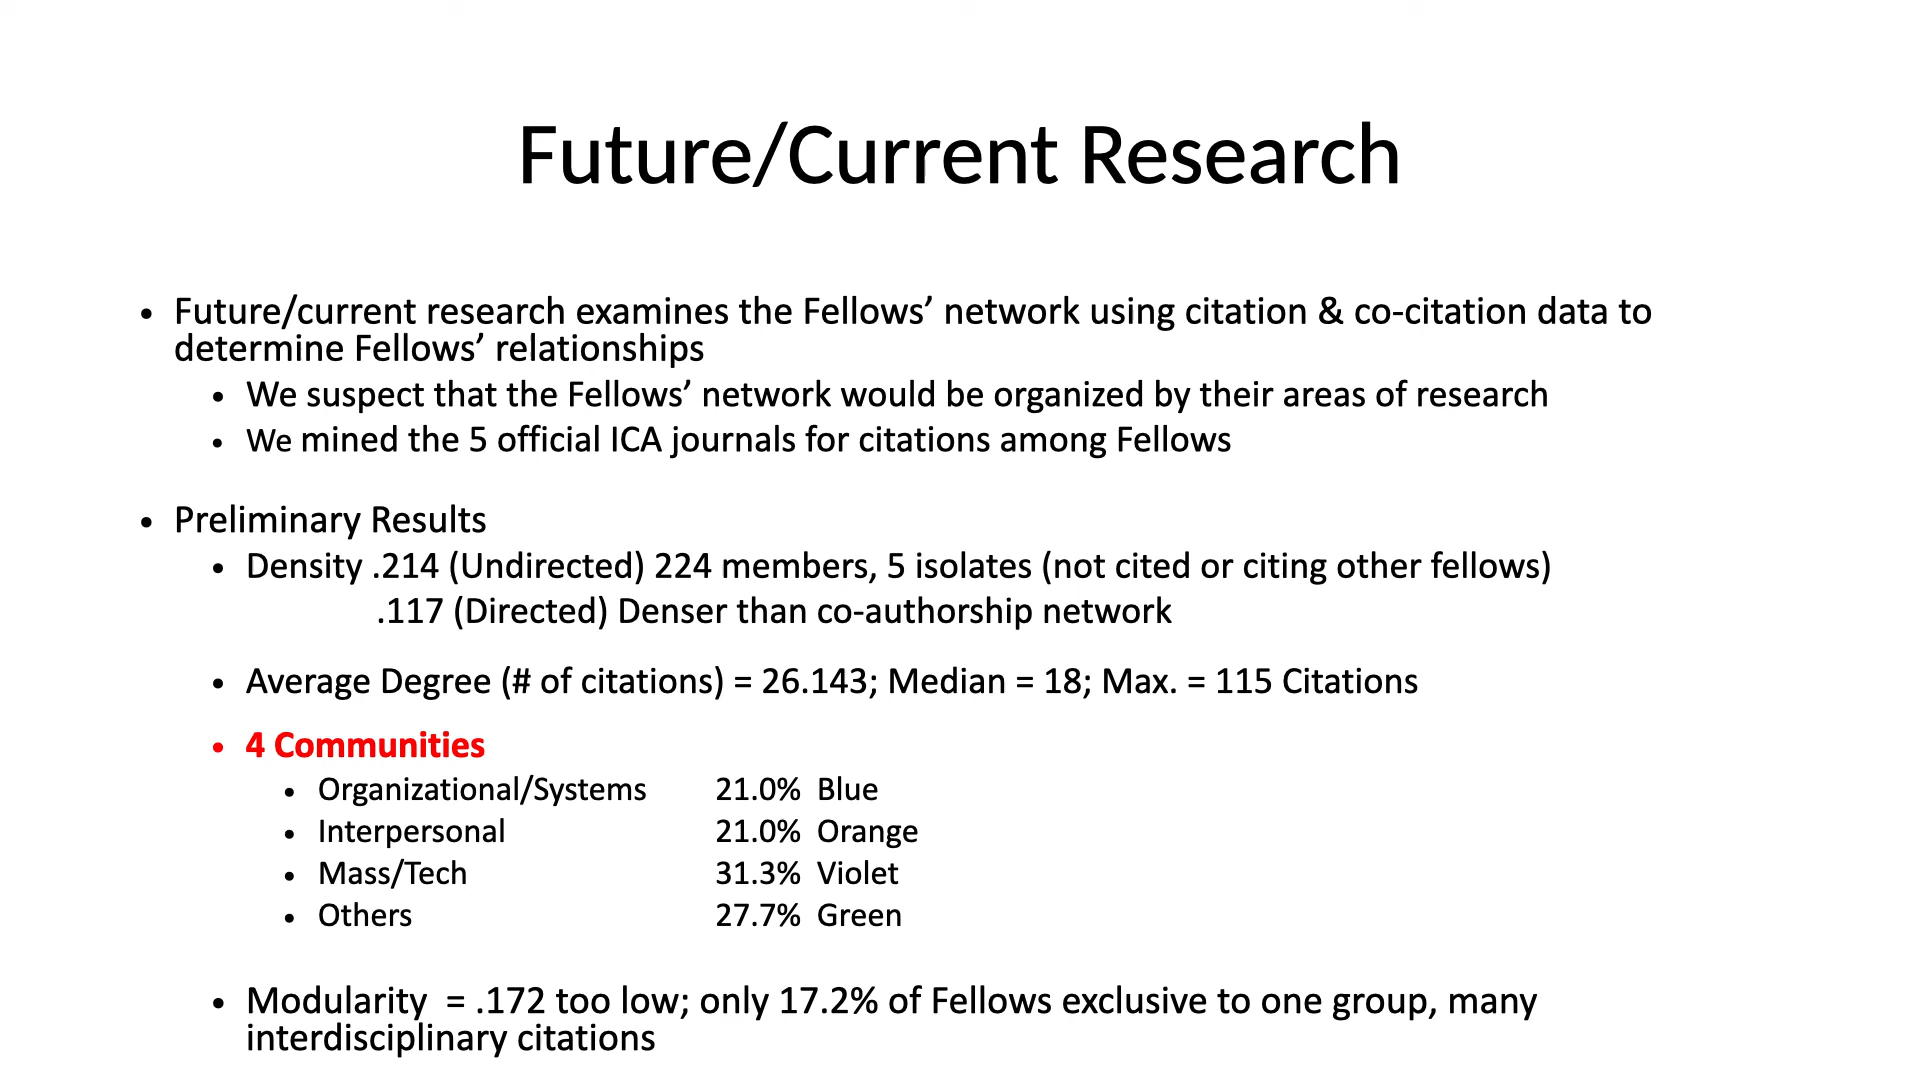 Future/Current Research
• Future/current research examines the Fellows’ network using citation & co-citation data to
determine Fellows’ relationships
• We suspect that the Fellows’ network would be organized by their areas of research
• We mined the 5 official ICA journals for citations among Fellows
• Preliminary Results
• Density .214 (Undirected) 224 members, 5 isolates (not cited or citing other fellows)
.117 (Directed) Denser than co-authorship network
• Average Degree (# of citations) = 26.143; Median = 18; Max. = 115 Citations
• 4 Communities
• Organizational/Systems 21.0% Blue
• Interpersonal 21.0% Orange
• Mass/Tech 31.3% Violet
• Others 27.7% Green
• Modularity = .172 too low; only 17.2% of Fellows exclusive to one group, many
interdisciplinary citations